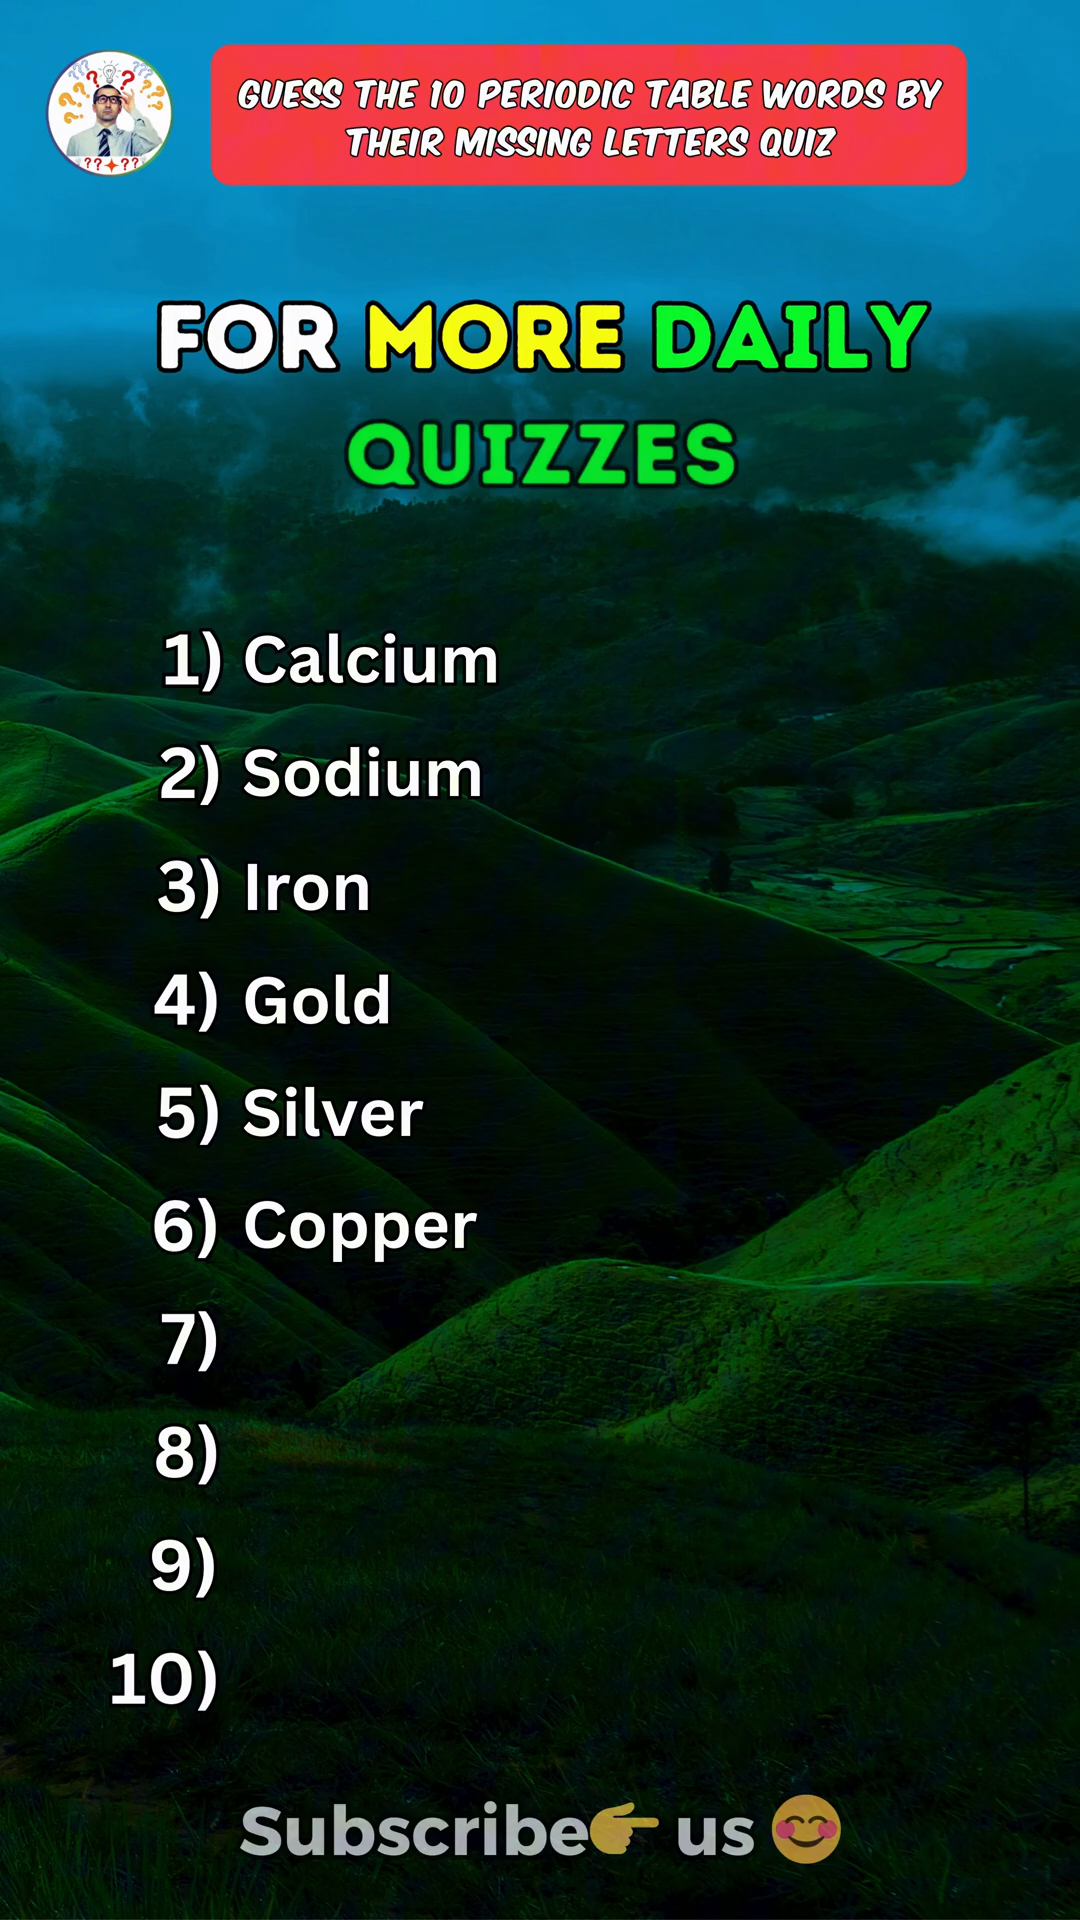 GUESS THE 10 PERIODIC TABLE WORDS BY
THEIR MISSING LETTERS QUIZ
FOR MORE DAILY
QUIZZES
1) Calcium
2) Sodium
3) Iron
4) Gold
5) Silver
6) Copper
7)
8)
9)
10)
Subscribe👉 us 😊